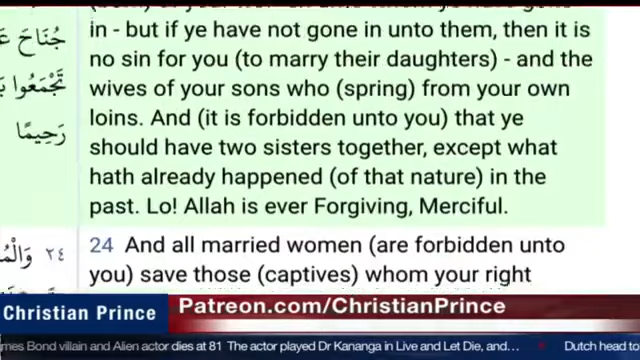 in - but if ye have not gone in unto them, then it is
no sin for you (to marry their daughters) - and the
wives of your sons who (spring) from your own
loins. And (it is forbidden unto you) that ye
should have two sisters together, except what
hath already happened (of that nature) in the
past. Lo! Allah is ever Forgiving, Merciful.
جُنَاحَ
تَجْمَعُوا
رَحِيمًا
24 And all married women (are forbidden unto
you) save those (captives) whom your right
٢٤
Christian Prince
Patreon.com/ChristianPrince
mes Bond villain and Alien actor dies at 81 The actor played Dr Kananga in Live and Let Die, and... Dutch head to